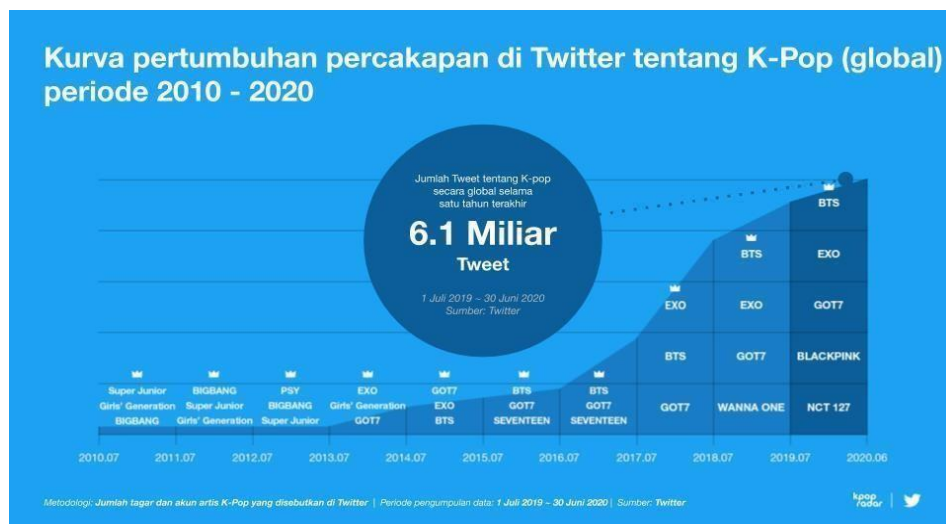 Kurva pertumbuhan percakapan di Twitter tentang K-Pop (global)
periode 2010 - 2020
Jumlah Tweet tentang K-pop
secara global selama
satu tahun terakhir
6.1 Miliar
Tweet
1 Juli 2019 ~ 30 Juni 2020
Sumber: Twitter
Super Junior
Girls' Generation
BIGBANG
BIGBANG
Super Junior
Girls' Generation
PSY
BIGBANG
Super Junior
EXO
Girls' Generation
GOT7
GOT7
EXO
BTS
BTS
GOT7
SEVENTEEN
BTS
GOT7
SEVENTEEN
EXO
BTS
GOT7
BTS
EXO
GOT7
WANNA ONE
BTS
EXO
GOT7
BLACKPINK
NCT 127
2010.07 2011.07 2012.07 2013.07 2014.07 2015.07 2016.07 2017.07 2018.07 2019.07 2020.06
Metodologi: Jumlah tagar dan akun artis K-Pop yang disebutkan di Twitter | Periode pengumpulan data: 1 Juli 2019 ~ 30 Juni 2020 | Sumber: Twitter
kpop
radar